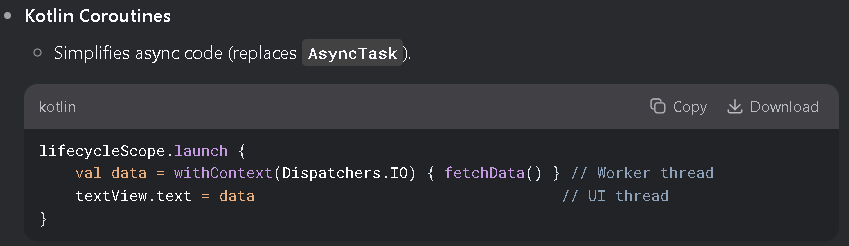 Kotlin Coroutines
Simplifies async code (replaces AsyncTask).
kotlin Copy Download
lifecycleScope.launch {
    val data = withContext(Dispatchers.IO) { fetchData() } // Worker thread
    textView.text = data                               // UI thread
}